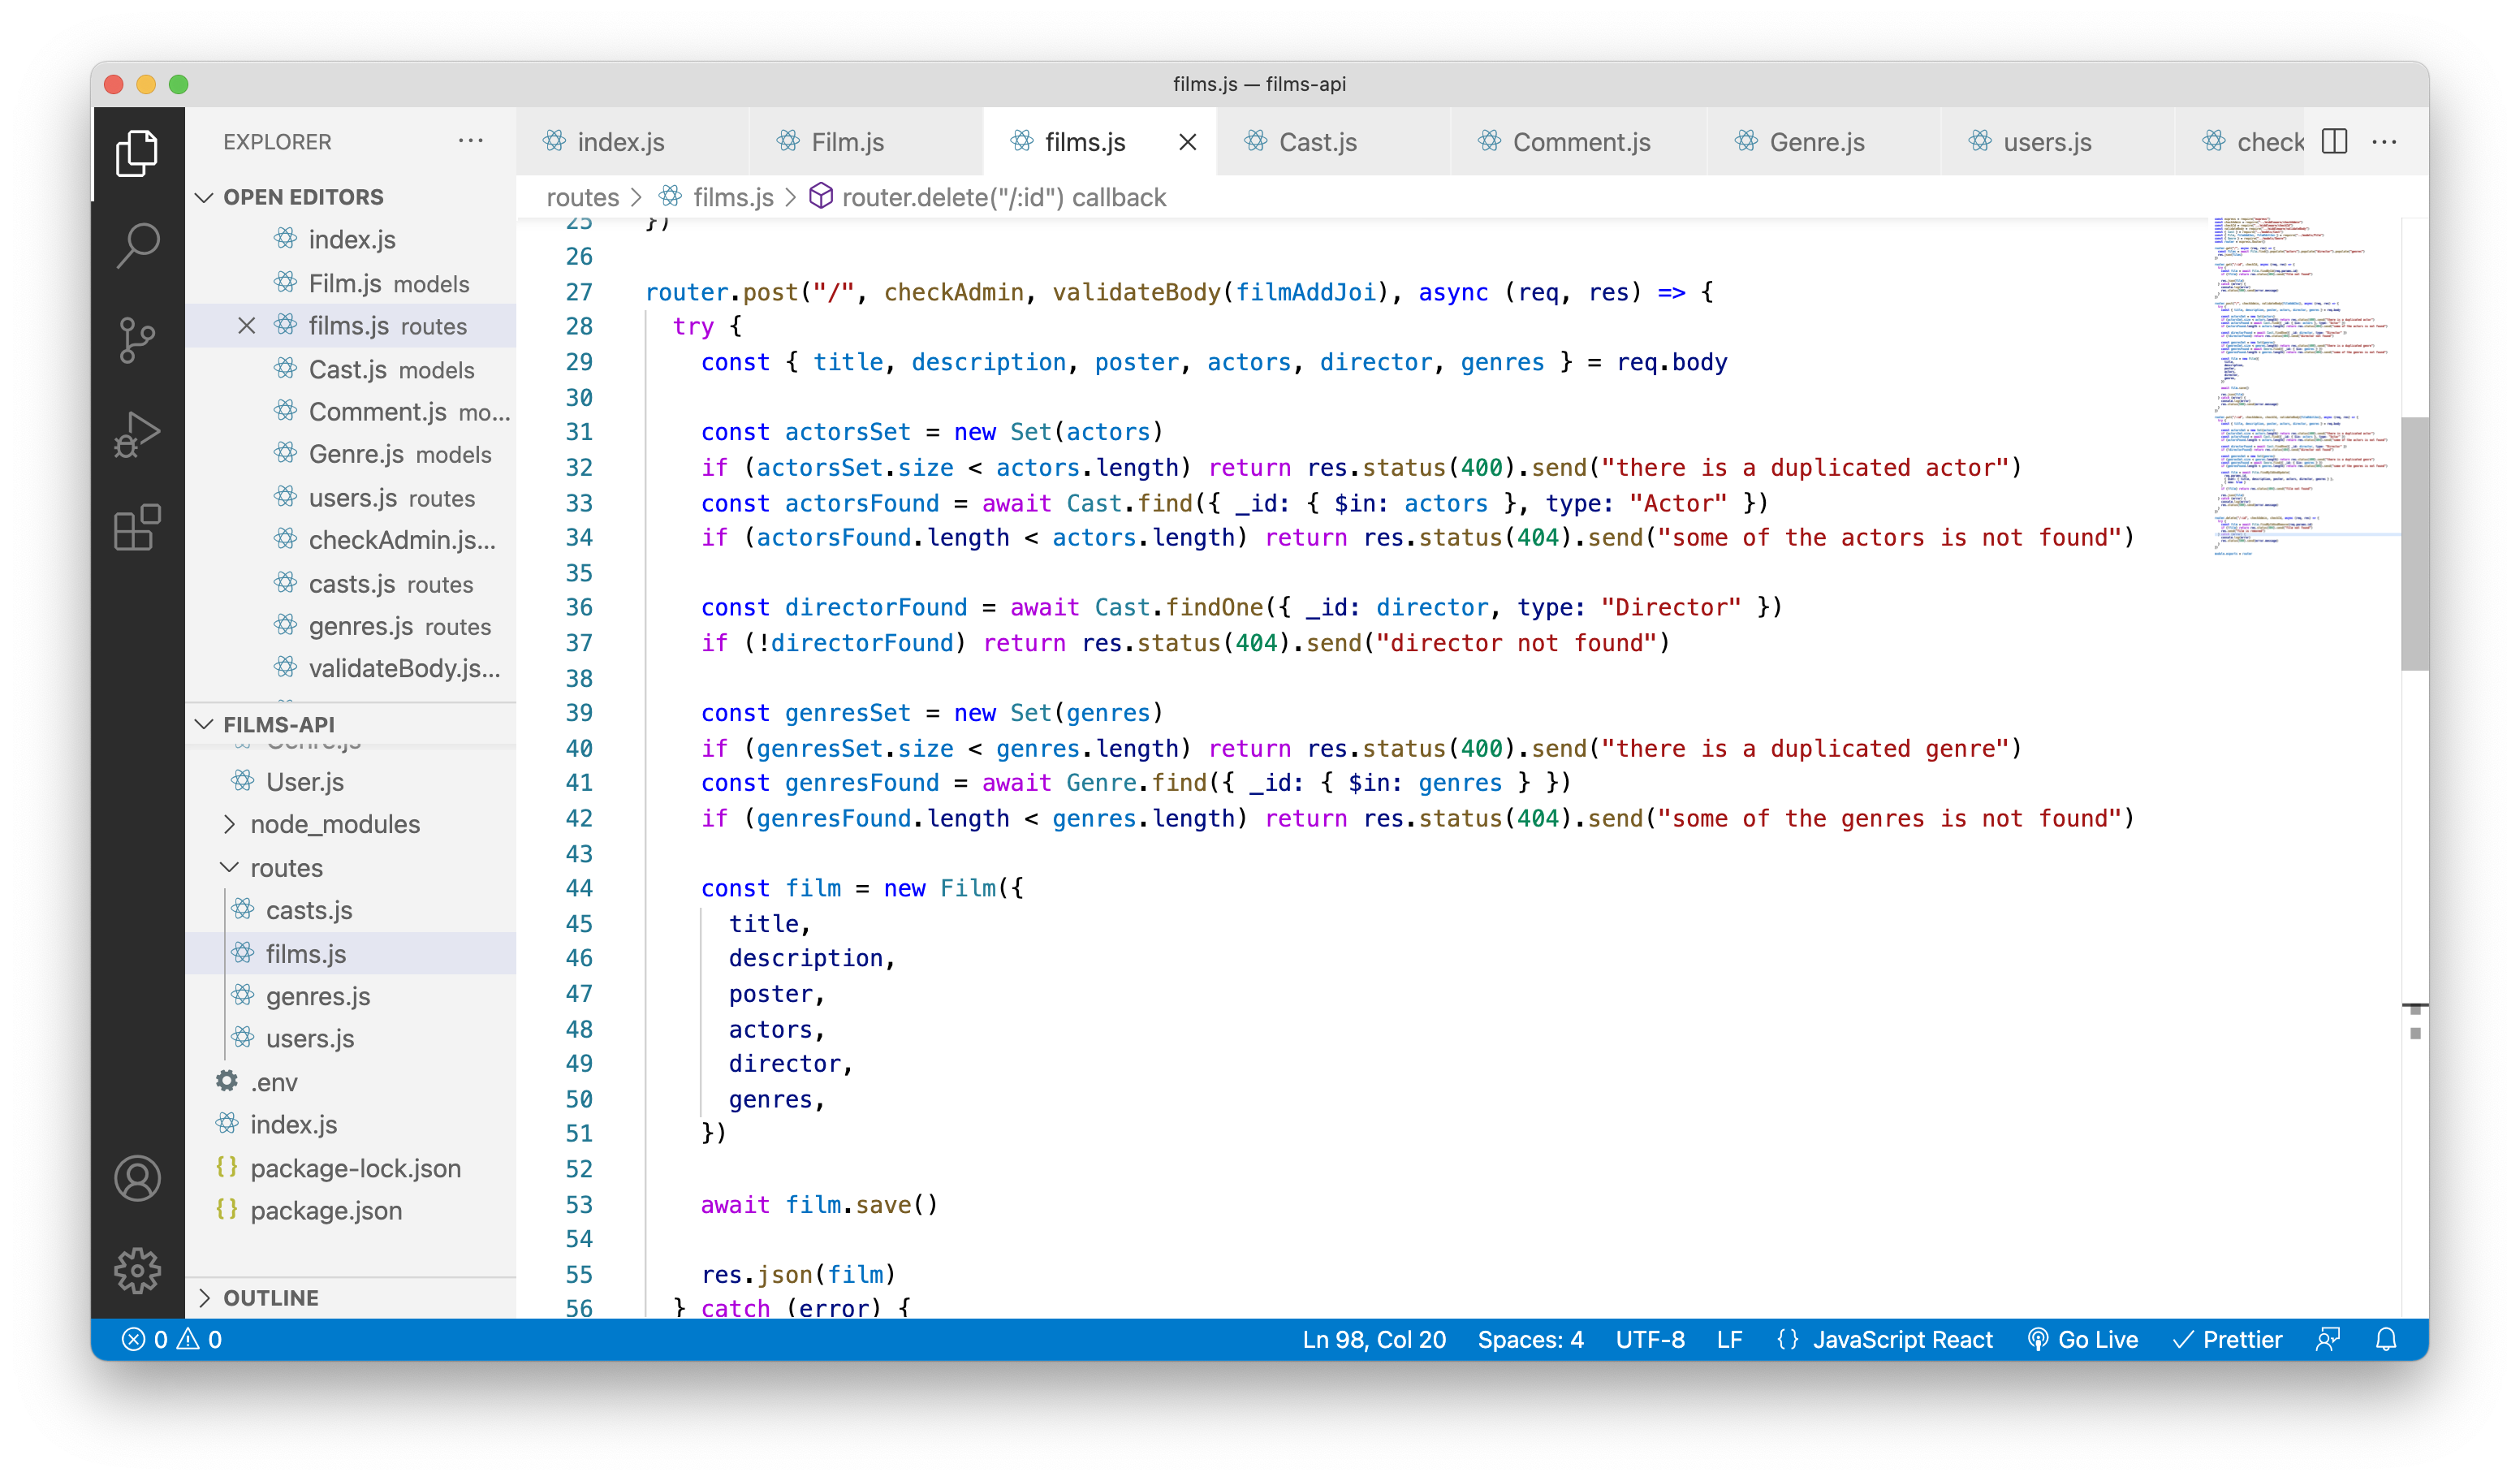 films.js — films-api
EXPLORER
OPEN EDITORS
index.js
Film.js models
films.js routes
Cast.js models
Comment.js mo...
Genre.js models
users.js routes
checkAdmin.js...
casts.js routes
genres.js routes
validateBody.js...
FILMS-API
Genre.js
User.js
node_modules
routes
casts.js
films.js
genres.js
users.js
.env
index.js
package-lock.json
package.json
OUTLINE
index.js
Film.js
films.js
Cast.js
Comment.js
Genre.js
users.js
check
routes > films.js > router.delete("/:id") callback
25 })
26
27 router.post("/", checkAdmin, validateBody(filmAddJoi), async (req, res) => {
28 try {
29 const { title, description, poster, actors, director, genres } = req.body
30
31 const actorsSet = new Set(actors)
32 if (actorsSet.size < actors.length) return res.status(400).send("there is a duplicated actor")
33 const actorsFound = await Cast.find({ _id: { $in: actors }, type: "Actor" })
34 if (actorsFound.length < actors.length) return res.status(404).send("some of the actors is not found")
35
36 const directorFound = await Cast.findOne({ _id: director, type: "Director" })
37 if (!directorFound) return res.status(404).send("director not found")
38
39 const genresSet = new Set(genres)
40 if (genresSet.size < genres.length) return res.status(400).send("there is a duplicated genre")
41 const genresFound = await Genre.find({ _id: { $in: genres } })
42 if (genresFound.length < genres.length) return res.status(404).send("some of the genres is not found")
43
44 const film = new Film({
45 title,
46 description,
47 poster,
48 actors,
49 director,
50 genres,
51 })
52
53 await film.save()
54
55 res.json(film)
56 } catch (error) {
0 0
Ln 98, Col 20
Spaces: 4
UTF-8
LF
{} JavaScript React
Go Live
Prettier